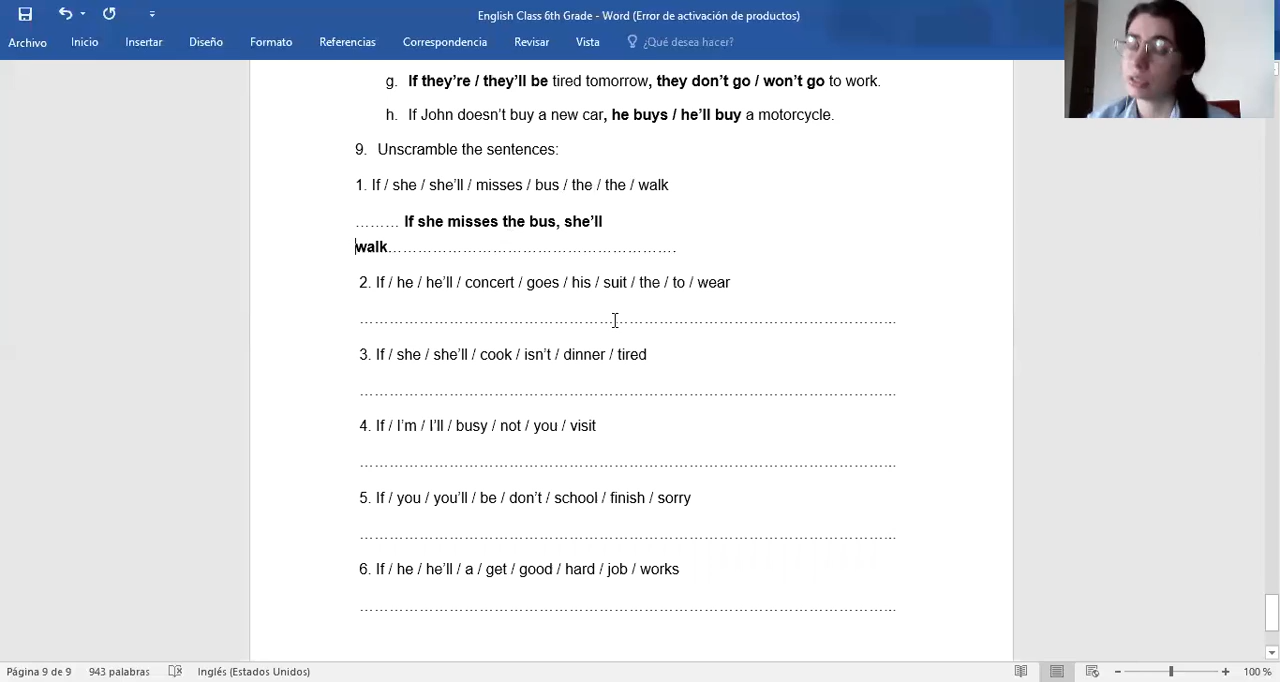 English Class 6th Grade - Word (Error de activación de productos)
Archivo Inicio Insertar Diseño Formato Referencias Correspondencia Revisar Vista ¿Qué desea hacer?
g. If they're / they'll be tired tomorrow, they don't go / won't go to work.
h. If John doesn't buy a new car, he buys / he'll buy a motorcycle.
9. Unscramble the sentences:
1. If / she / she'll / misses / bus / the / the / walk
……… If she misses the bus, she'll
walk………………………………………………….
2. If / he / he'll / concert / goes / his / suit / the / to / wear
……………………………………………………………………………………………...
3. If / she / she'll / cook / isn't / dinner / tired
……………………………………………………………………………………………...
4. If / I'm / I'll / busy / not / you / visit
……………………………………………………………………………………………...
5. If / you / you'll / be / don't / school / finish / sorry
……………………………………………………………………………………………...
6. If / he / he'll / a / get / good / hard / job / works
……………………………………………………………………………………………...
Página 9 de 9 943 palabras Inglés (Estados Unidos) 100 %